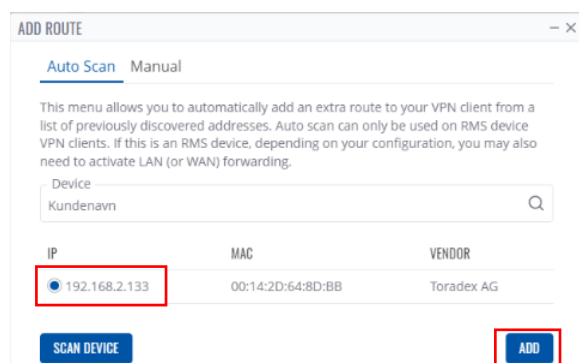 ADD ROUTE
Auto Scan Manual
This menu allows you to automatically add an extra route to your VPN client from a
list of previously discovered addresses. Auto scan can only be used on RMS device
VPN clients. If this is an RMS device, depending on your configuration, you may also
need to activate LAN (or WAN) forwarding.
Device
Kundenavn
IP MAC VENDOR
192.168.2.133 00:14:2D:64:8D:BB Toradex AG
SCAN DEVICE ADD